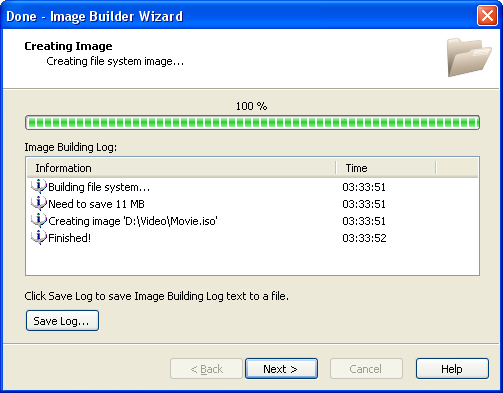 Done - Image Builder Wizard
Creating Image
Creating file system image...
100 %
Image Building Log:
Information Time
Building file system... 03:33:51
Need to save 11 MB 03:33:51
Creating image 'D:\Video\Movie.iso' 03:33:51
Finished! 03:33:52
Click Save Log to save Image Building Log text to a file.
Save Log...
< Back Next > Cancel Help